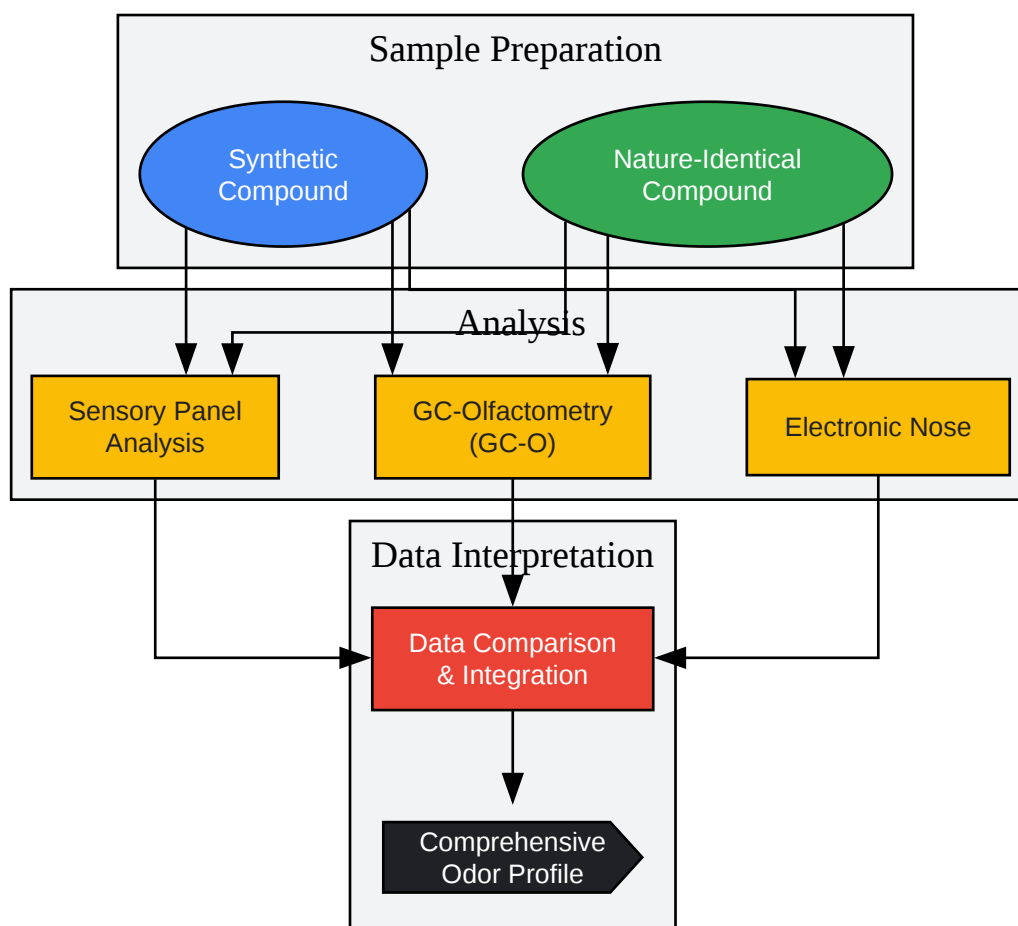 Sample Preparation
Synthetic
Compound
Nature-Identical
Compound
Analysis
Sensory Panel
Analysis
GC-Olfactometry
(GC-O)
Electronic Nose
Data Interpretation
Data Comparison
& Integration
Comprehensive
Odor Profile